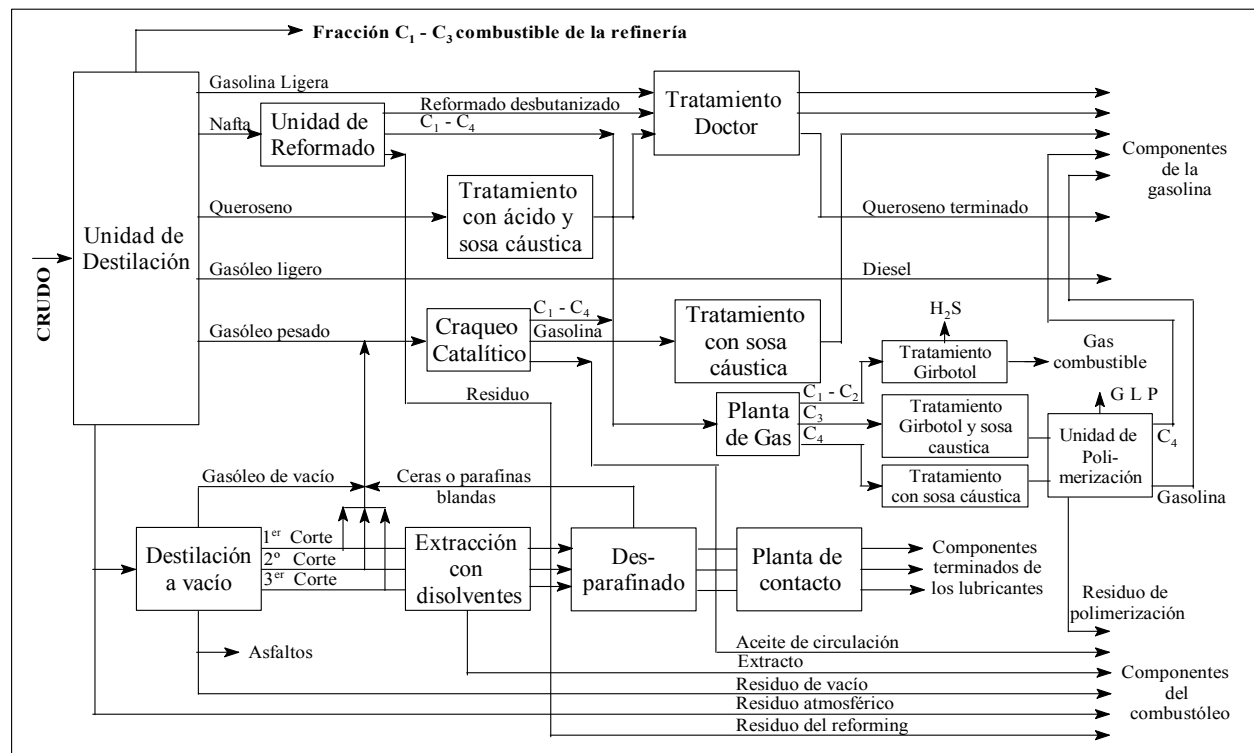 Fracción C₁ - C₃ combustible de la refinería
Gasolina Ligera
Reformado desbutanizado
Nafta
C₁ - C₄
Unidad de
Reformado
Tratamiento
Doctor
Componentes
de la
gasolina
Tratamiento
con ácido y
sosa cáustica
Queroseno
Queroseno terminado
Unidad de
Destilación
CRUDO
Gasóleo ligero
Diesel
C₁ - C₄
Gasóleo pesado
Gasolina
Craqueo
Catalítico
Tratamiento
con sosa
cáustica
H₂S
Tratamiento
Girbotol
Gas
combustible
Residuo
C₁ - C₂
C₃
C₄
Planta
de Gas
Tratamiento
Girbotol y sosa
caustica
G L P
Unidad de
Poli-
merización
C₄
Gasolina
Tratamiento
con sosa cáustica
Gasóleo de vacío
Ceras o parafinas
blandas
Destilación
a vacío
1er Corte
2º Corte
3er Corte
Extracción
con
disolventes
Des-
parafinado
Planta de
contacto
Componentes
terminados de
los lubricantes
Residuo de
polimerización
Asfaltos
Aceite de circulación
Extracto
Residuo de vacío
Residuo atmosférico
Residuo del reforming
Componentes
del
combustóleo